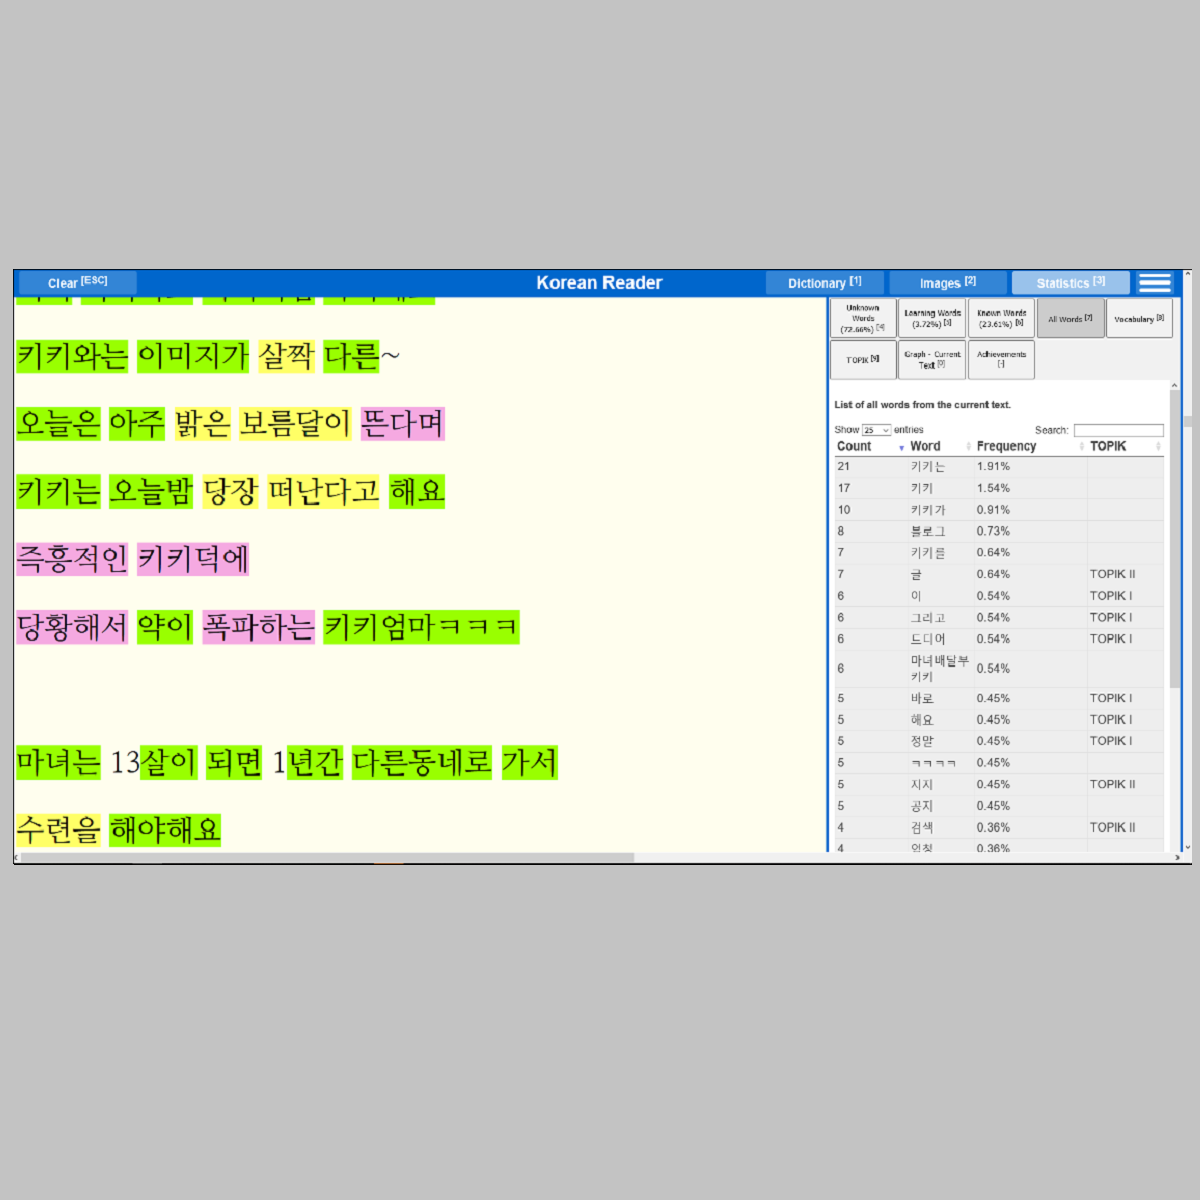 Clear [ESC]
Korean Reader
Dictionary [1]
Images [2]
Statistics [3]
키키와는 이미지가 살짝 다른~
오늘은 아주 밝은 보름달이 뜬다며
키키는 오늘밤 당장 떠난다고 해요
즉흥적인 키키덕에
당황해서 약이 폭파하는 키키엄마ㅋㅋㅋ
마녀는 13살이 되면 1년간 다른동네로 가서
수련을 해야해요
Unknown Words (72.66%) [4]
Learning Words (3.72%) [5]
Known Words (23.61%) [6]
All Words [7]
Vocabulary [8]
TOPIK [9]
Graph - Current Text [0]
Achievements [-]
List of all words from the current text.
Show 25 entries
Search:
Count Word Frequency TOPIK
21 키키는 1.91%
17 키키 1.54%
10 키키가 0.91%
8 블로그 0.73%
7 키키를 0.64%
7 글 0.64% TOPIK II
6 이 0.54% TOPIK I
6 그리고 0.54% TOPIK I
6 드디어 0.54% TOPIK I
6 마녀배달부 키키 0.54%
5 바로 0.45% TOPIK I
5 해요 0.45% TOPIK I
5 정말 0.45% TOPIK I
5 ㅋㅋㅋㅋ 0.45%
5 지지 0.45% TOPIK II
5 공지 0.45%
4 검색 0.36% TOPIK II
4 0.36%